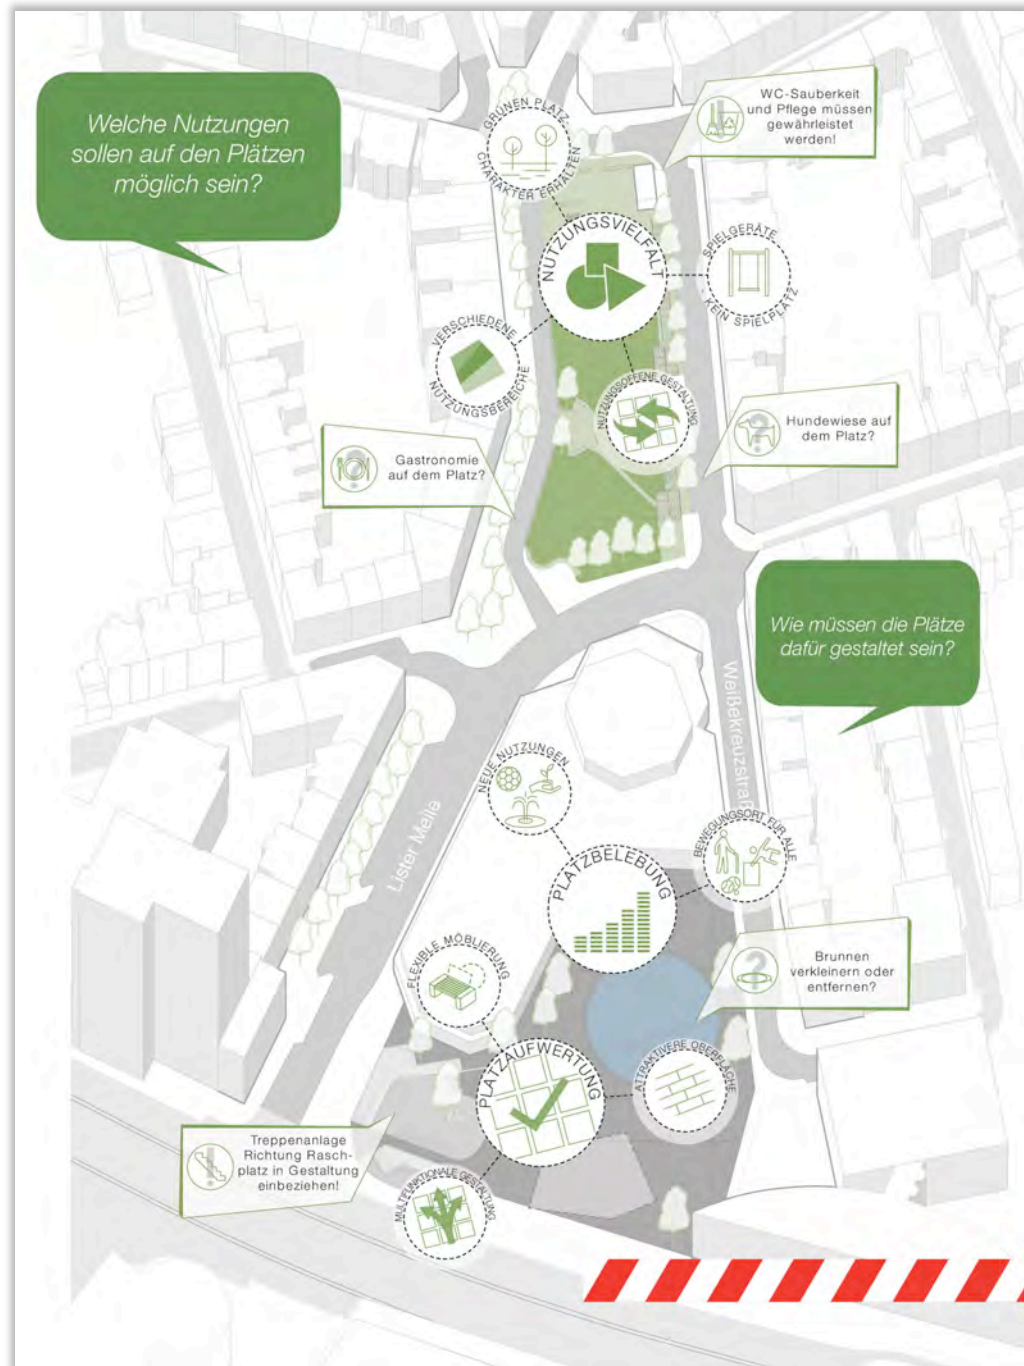 Welche Nutzungen
sollen auf den Plätzen
möglich sein?
GRÜNEN PLATZ-
CHARAKTER ERHALTEN
WC-Sauberkeit
und Pflege müssen
gewährleistet
werden!
NUTZUNGSVIELFALT
SPIELGERÄTE
- KEIN SPIELPLATZ
VERSCHIEDENE
NUTZUNGSBEREICHE
NUTZUNGSOFFENE GESTALTUNG
?
Hundewiese auf
dem Platz?
?
Gastronomie
auf dem Platz?
Wie müssen die Plätze
dafür gestaltet sein?
Weißekreuzstraß
Lister Meile
NEUE NUTZUNGEN
BEWEGUNGSORT FÜR ALLE
PLATZBELEBUNG
FLEXIBLE MÖBLIERUNG
?
Brunnen
verkleinern oder
entfernen?
PLATZAUFWERTUNG
ATTRAKTIVERE OBERFLÄCHE
!
Treppenanlage
Richtung Rasch-
platz in Gestaltung
einbeziehen!
MULTIFUNKTIONALE GESTALTUNG